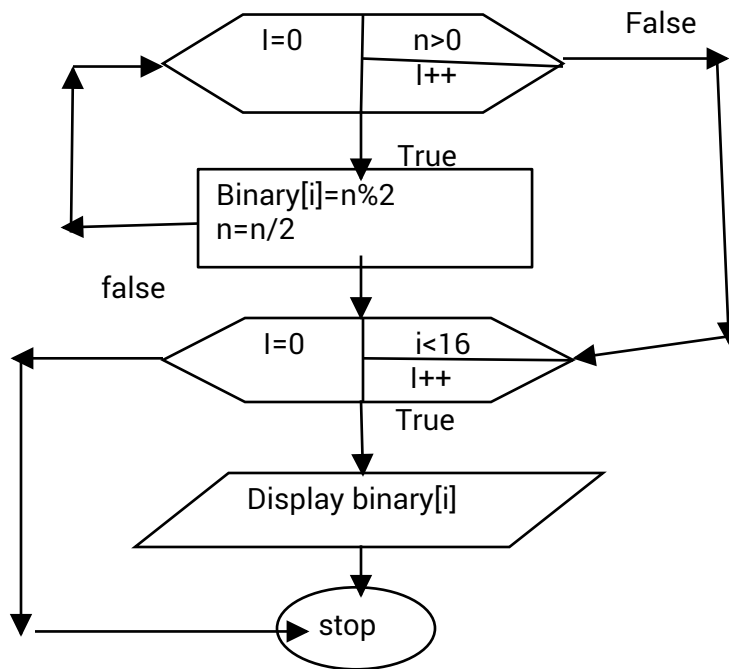 I=0
n>0
I++
False
True
Binary[i]=n%2
n=n/2
false
I=0
i<16
I++
True
Display binary[i]
stop